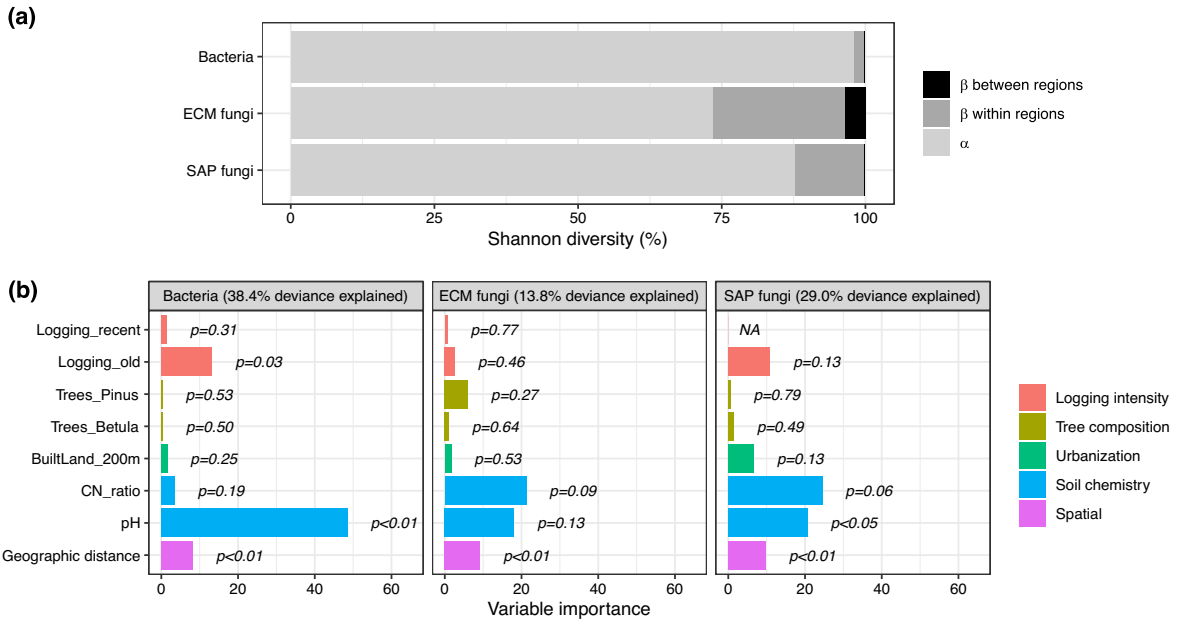 (a)
Bacteria
ECM fungi
SAP fungi
0 25 50 75 100
Shannon diversity (%)
β between regions
β within regions
α
(b)
Bacteria (38.4% deviance explained) ECM fungi (13.8% deviance explained) SAP fungi (29.0% deviance explained)
Logging_recent p=0.31 p=0.77 NA
Logging_old p=0.03 p=0.46 p=0.13
Trees_Pinus p=0.53 p=0.27 p=0.79
Trees_Betula p=0.50 p=0.64 p=0.49
BuiltLand_200m p=0.25 p=0.53 p=0.13
CN_ratio p=0.19 p=0.09 p=0.06
pH p<0.01 p=0.13 p<0.05
Geographic distance p<0.01 p<0.01 p<0.01
0 20 40 60 0 20 40 60 0 20 40 60
Variable importance
Logging intensity
Tree composition
Urbanization
Soil chemistry
Spatial